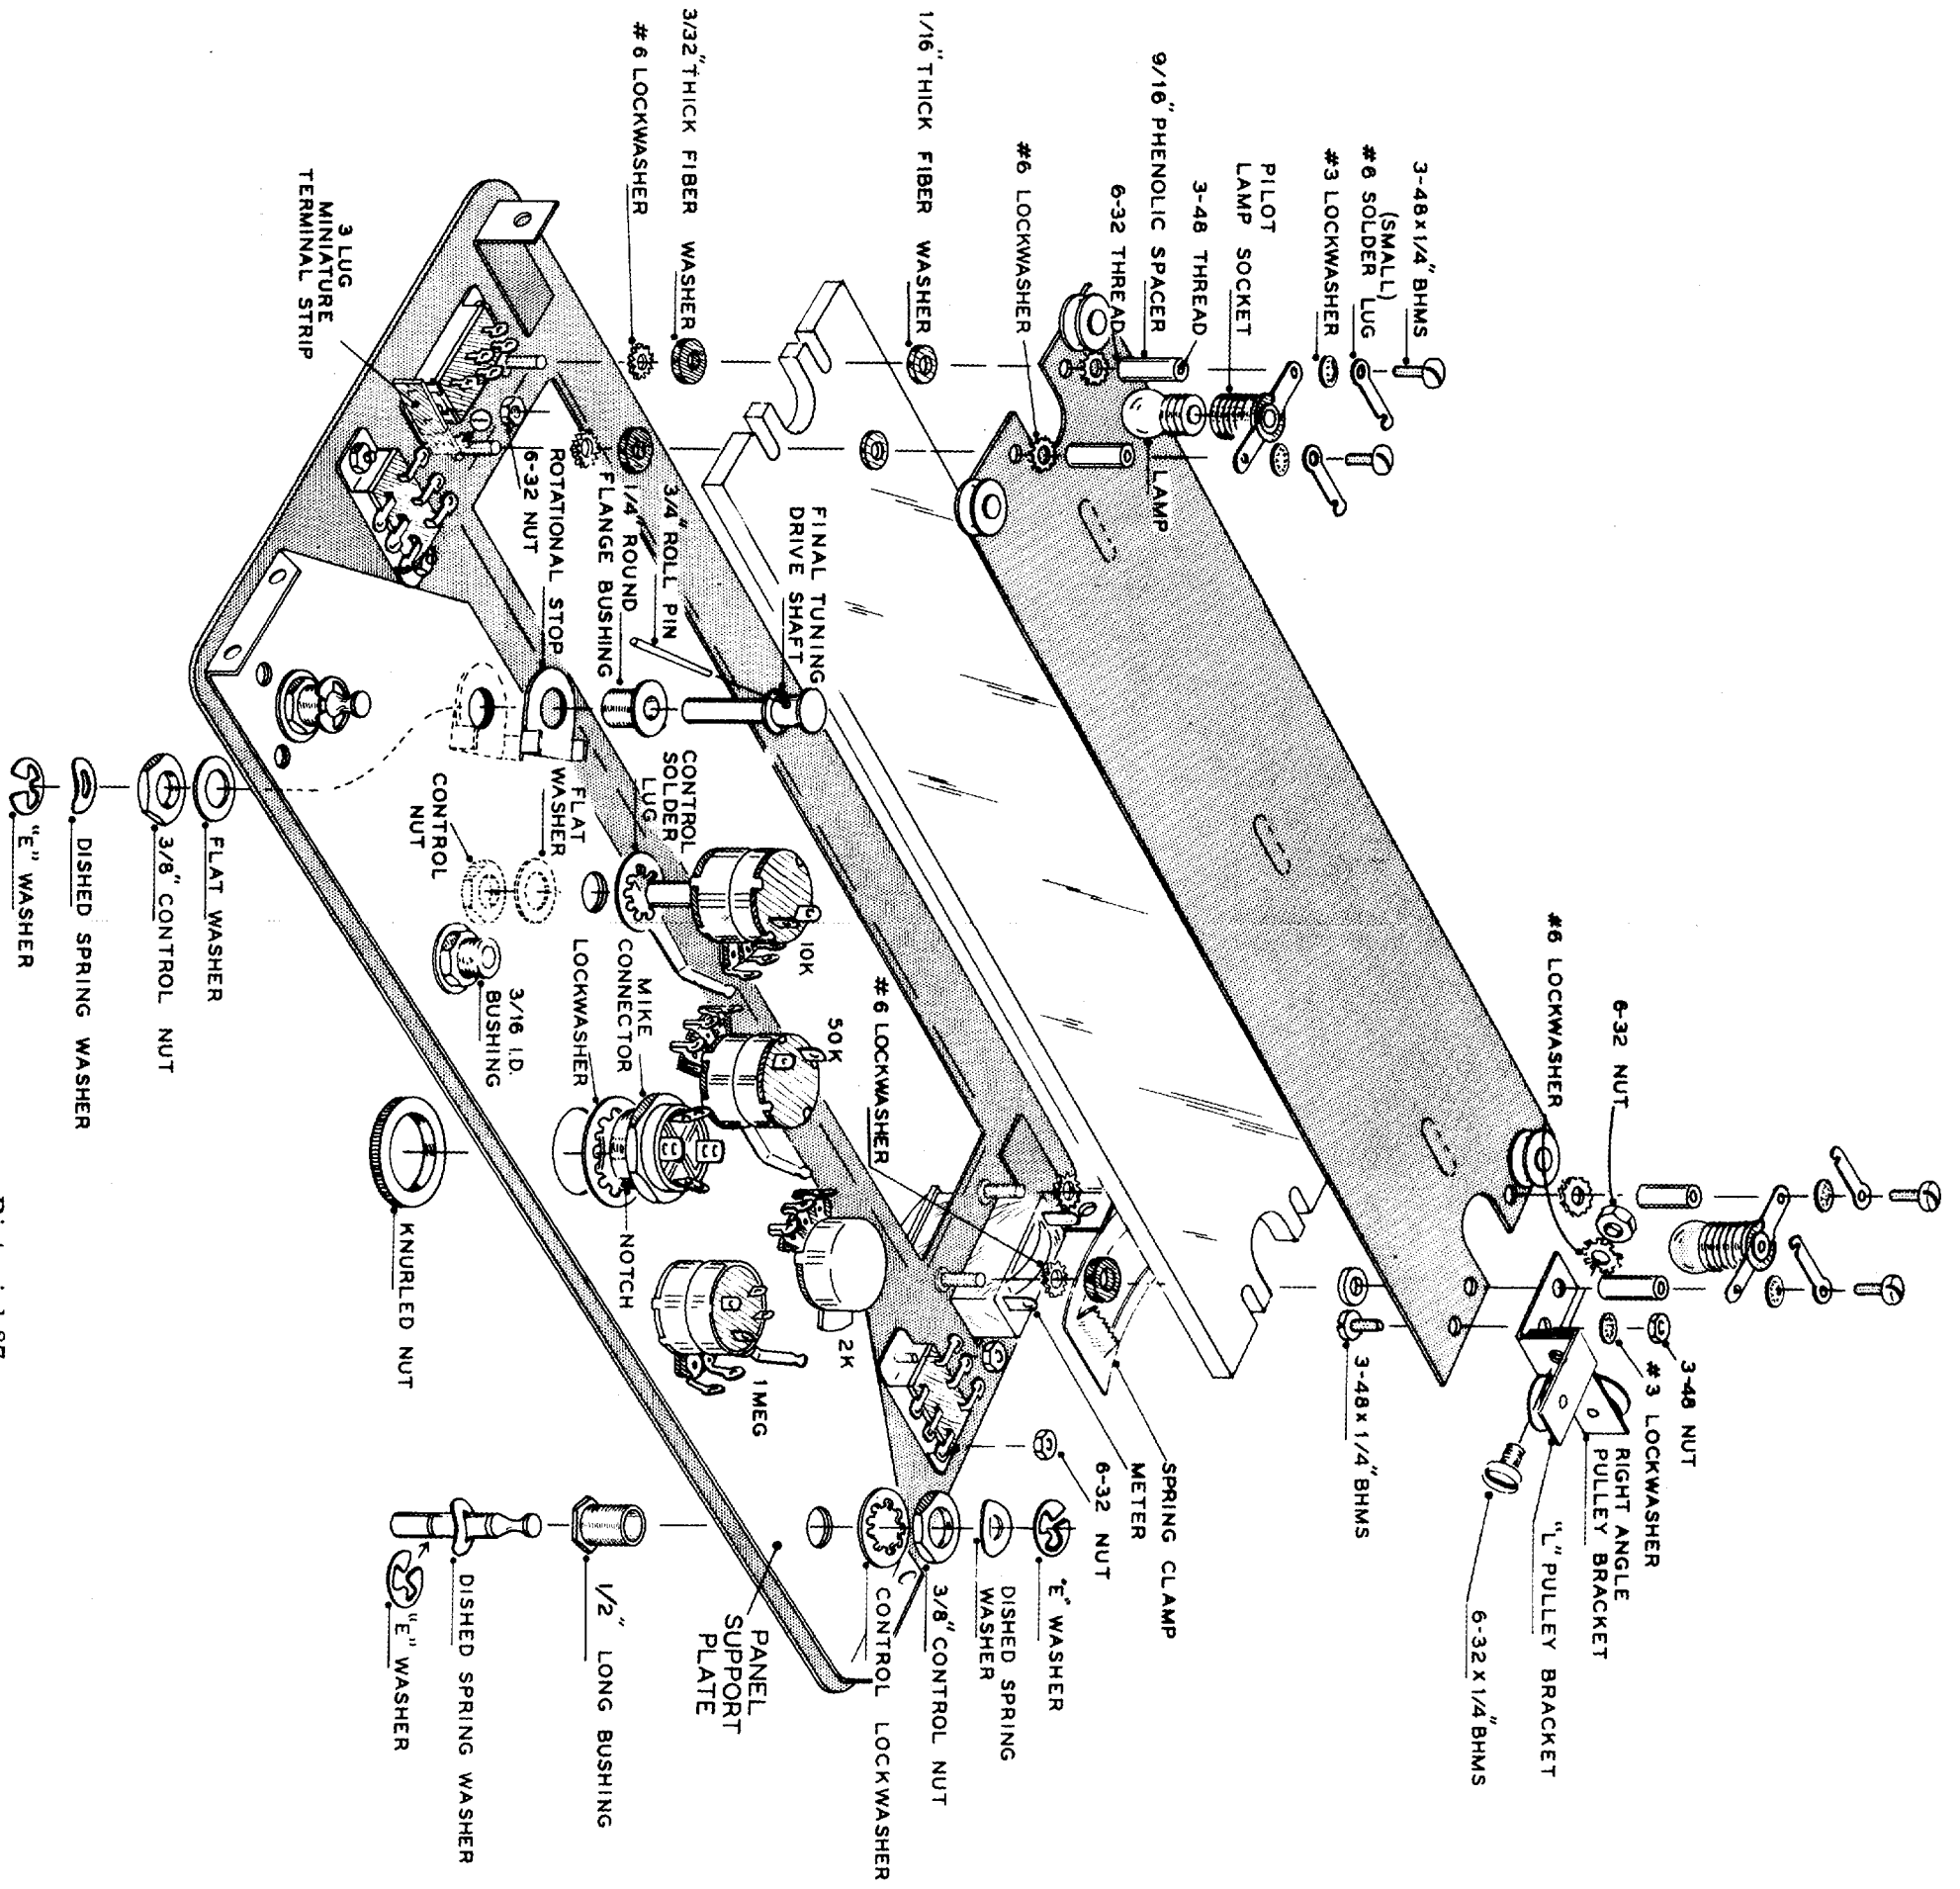 3-48 x 1/4" BHMS
#6 SOLDER LUG
(SMALL)
#3 LOCKWASHER
PILOT
LAMP SOCKET
3-48 THREAD
6-32 THREAD
9/16" PHENOLIC SPACER
#6 LOCKWASHER
1/16" THICK FIBER WASHER
3/32" THICK FIBER WASHER
#6 LOCKWASHER
3 LUG
MINIATURE
TERMINAL STRIP
LAMP
FINAL TUNING
DRIVE SHAFT
3/4" ROLL PIN
1/4" ROUND
FLANGE BUSHING
ROTATIONAL STOP
6-32 NUT
CONTROL
SOLDER
LUG
FLAT
WASHER
CONTROL
NUT
FLAT WASHER
3/8" CONTROL NUT
DISHED SPRING WASHER
"E" WASHER
10K
50K
#6 LOCKWASHER
MIKE
CONNECTOR
LOCKWASHER
3/16 I.D.
BUSHING
NOTCH
KNURLED NUT
2K
1MEG
#6 LOCKWASHER
6-32 NUT
3-48 NUT
#3 LOCKWASHER
RIGHT ANGLE
PULLEY BRACKET
"L" PULLEY BRACKET
6-32 X 1/4" BHMS
3-48 x 1/4" BHMS
SPRING CLAMP
METER
6-32 NUT
"E" WASHER
DISHED SPRING
WASHER
3/8" CONTROL NUT
CONTROL LOCKWASHER
PANEL
SUPPORT
PLATE
1/2" LONG BUSHING
DISHED SPRING WASHER
"E" WASHER